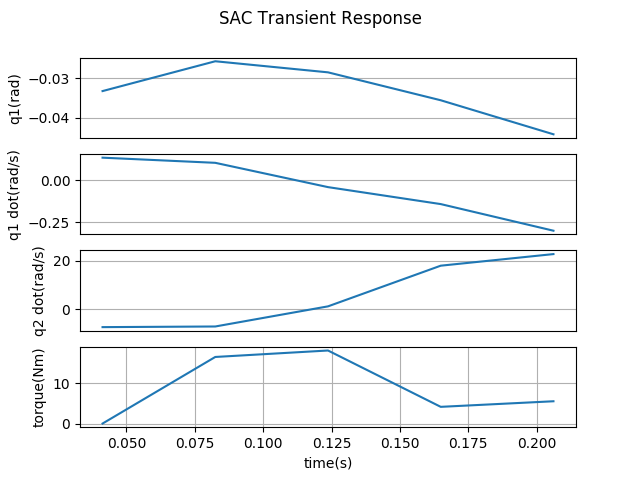 SAC Transient Response
q1(rad)
−0.03
−0.04
q1 dot(rad/s)
0.00
−0.25
q2 dot(rad/s)
20
0
torque(Nm)
10
0
0.050 0.075 0.100 0.125 0.150 0.175 0.200
time(s)